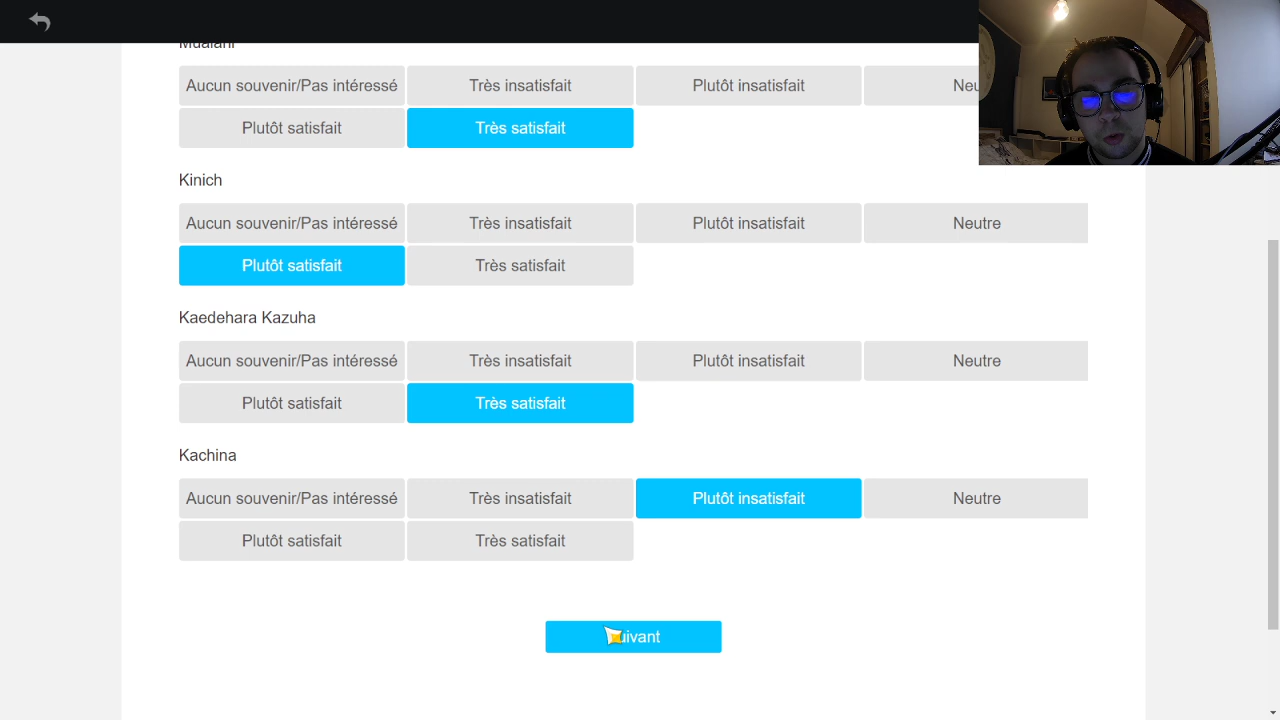 Mualani
Aucun souvenir/Pas intéressé Très insatisfait Plutôt insatisfait
Plutôt satisfait Très satisfait
Kinich
Aucun souvenir/Pas intéressé Très insatisfait Plutôt insatisfait Neutre
Plutôt satisfait Très satisfait
Kaedehara Kazuha
Aucun souvenir/Pas intéressé Très insatisfait Plutôt insatisfait Neutre
Plutôt satisfait Très satisfait
Kachina
Aucun souvenir/Pas intéressé Très insatisfait Plutôt insatisfait Neutre
Plutôt satisfait Très satisfait
Suivant